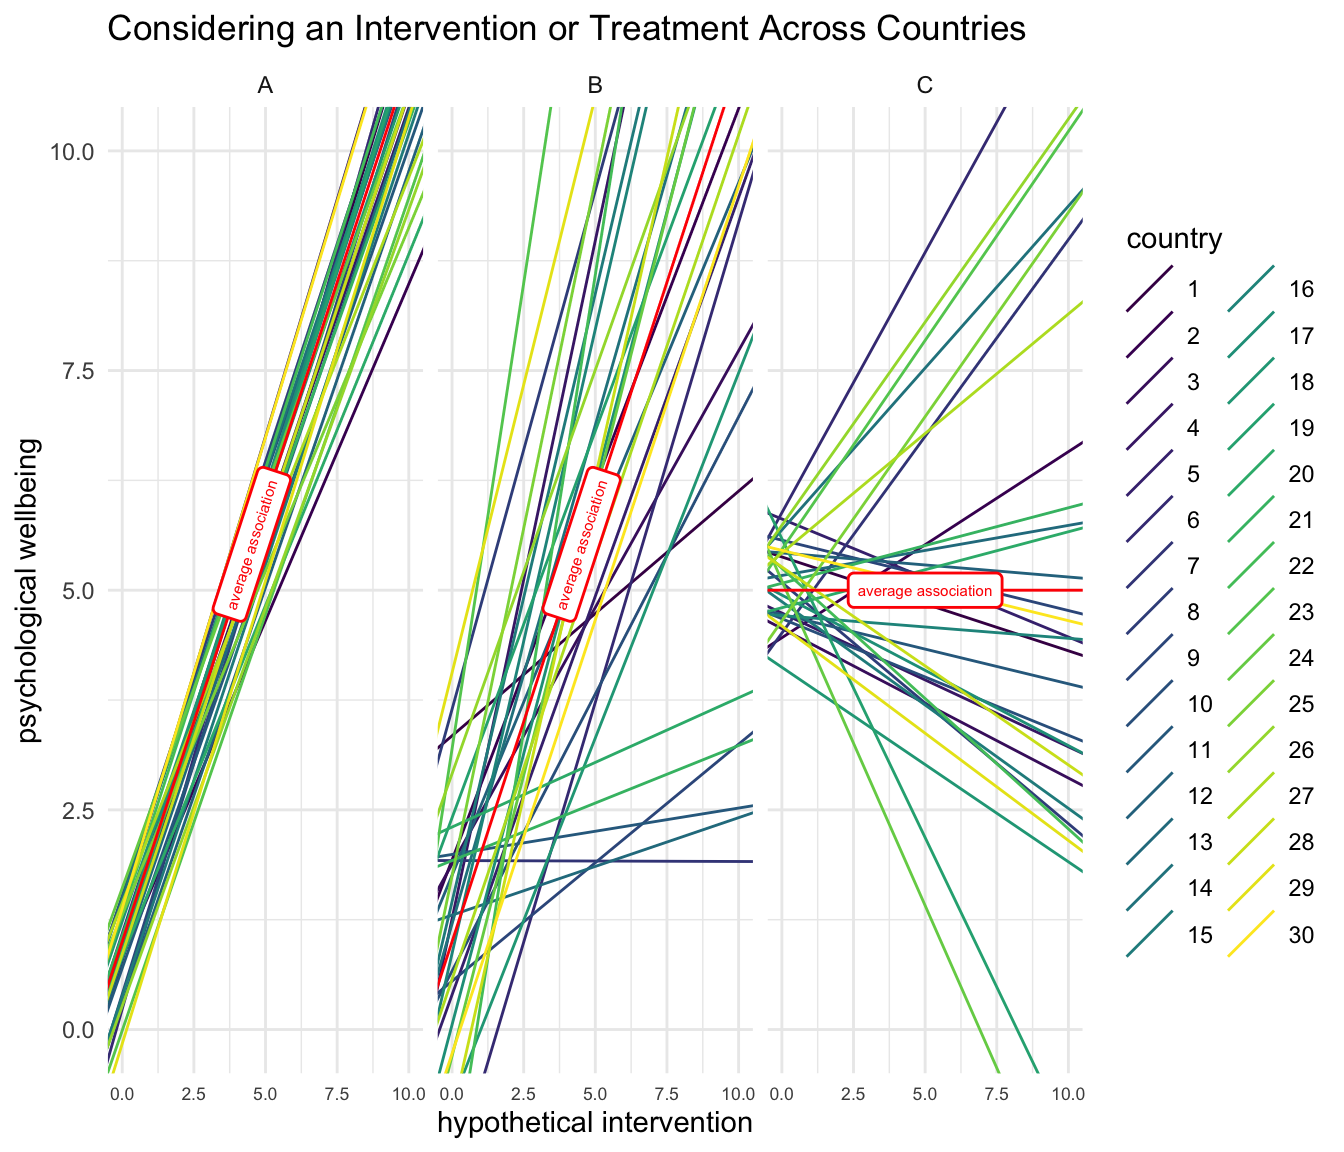 Considering an Intervention or Treatment Across Countries
A
B
C
psychological wellbeing
10.0
7.5
5.0
2.5
0.0
average association
average association
average association
0.0 2.5 5.0 7.5 10.0
0.0 2.5 5.0 7.5 10.0
0.0 2.5 5.0 7.5 10.0
hypothetical intervention
country
1
2
3
4
5
6
7
8
9
10
11
12
13
14
15
16
17
18
19
20
21
22
23
24
25
26
27
28
29
30